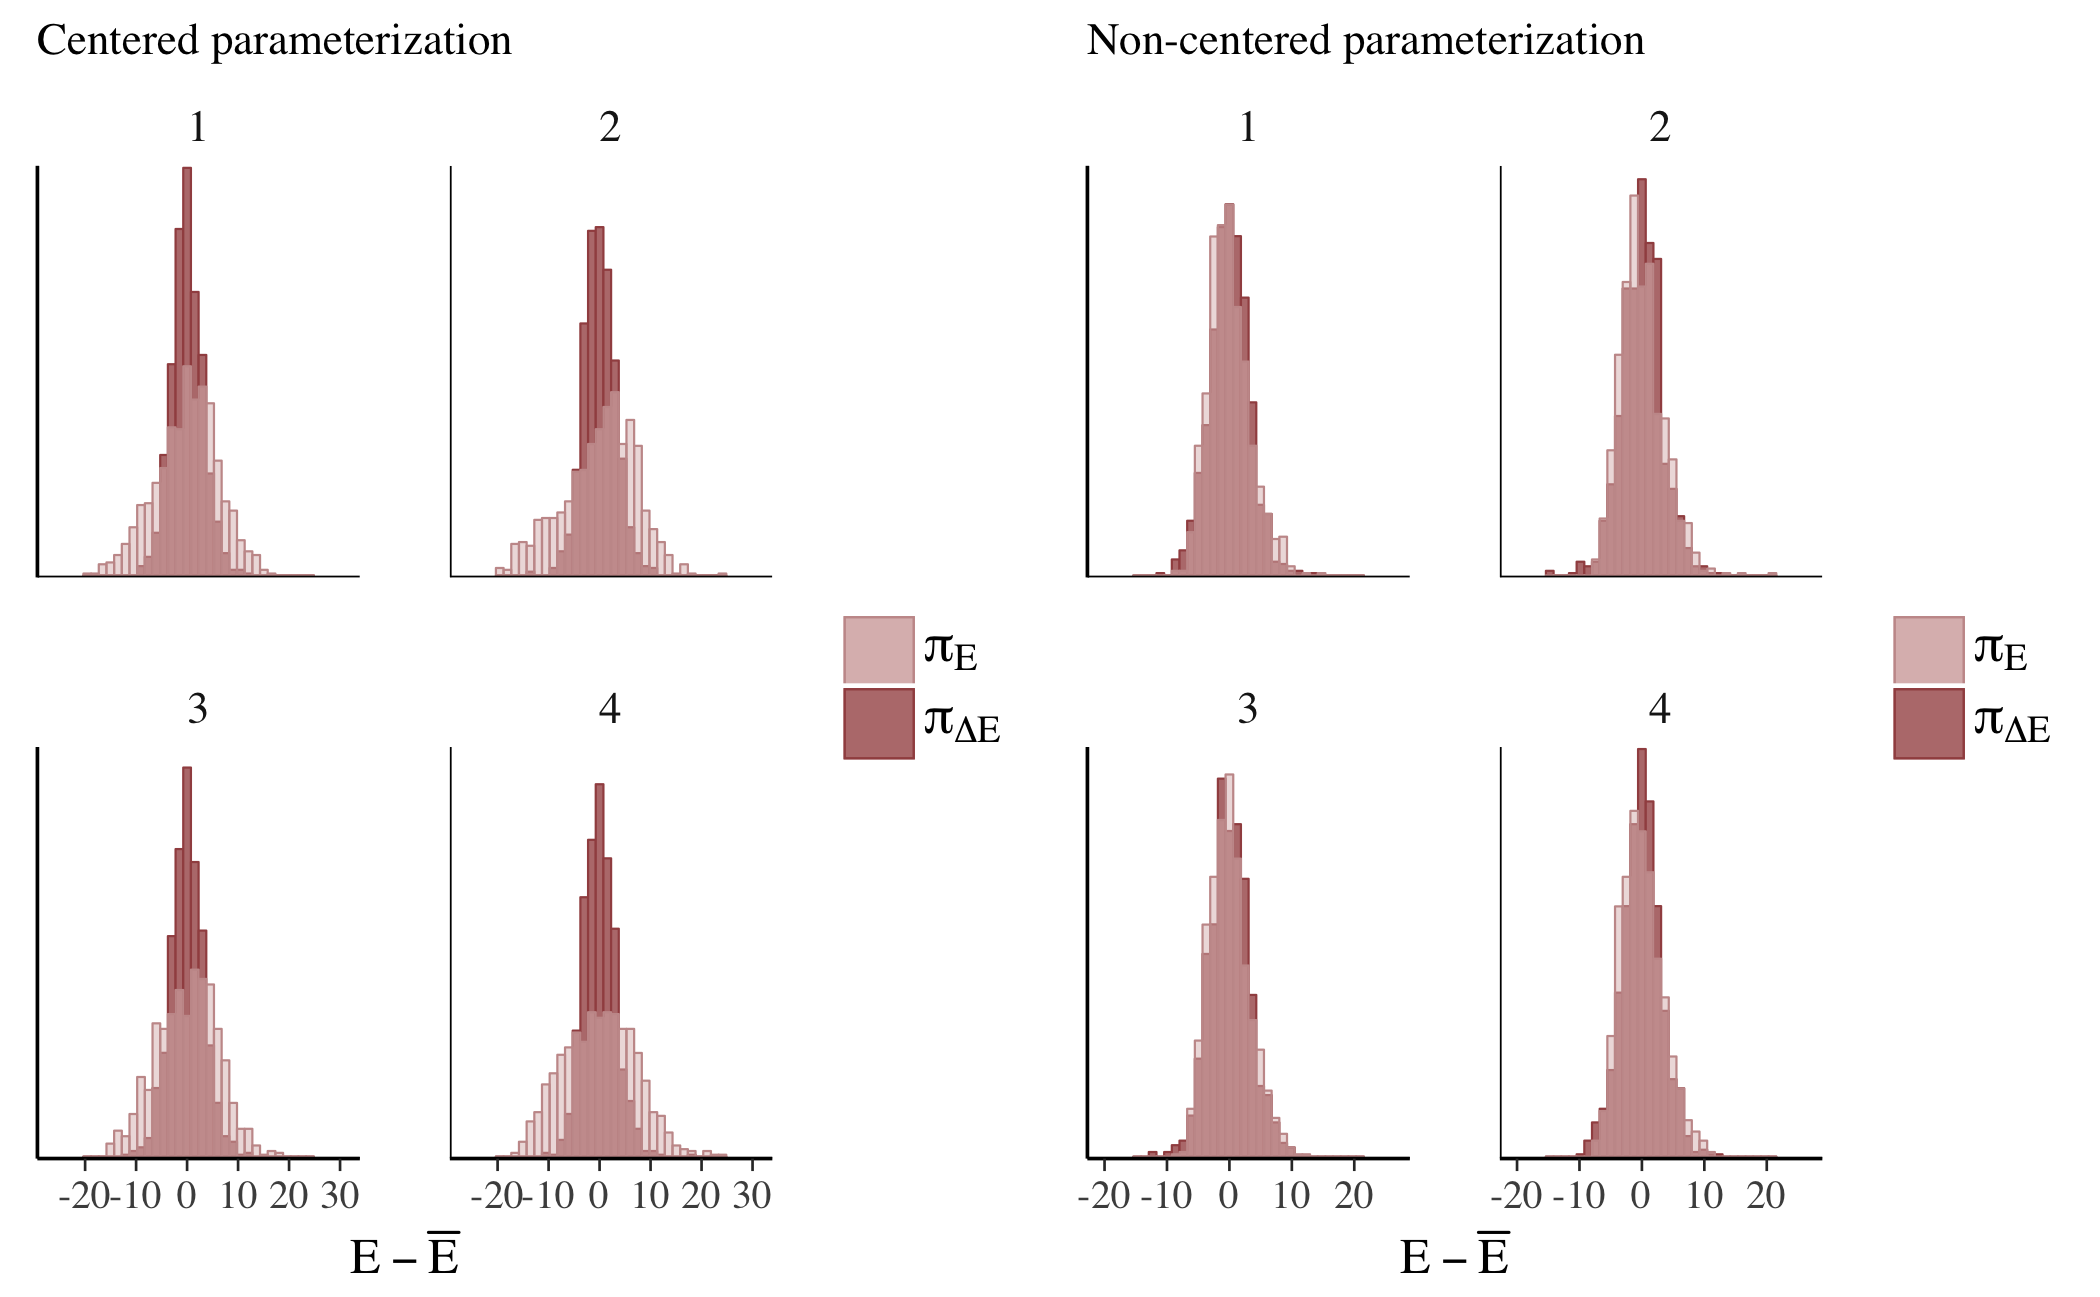 Centered parameterization
1 2
π_E
π_ΔE
3 4
-20 -10 0 10 20 30 -20 -10 0 10 20 30
E − E̅
Non-centered parameterization
1 2
π_E
π_ΔE
3 4
-20 -10 0 10 20 -20 -10 0 10 20
E − E̅